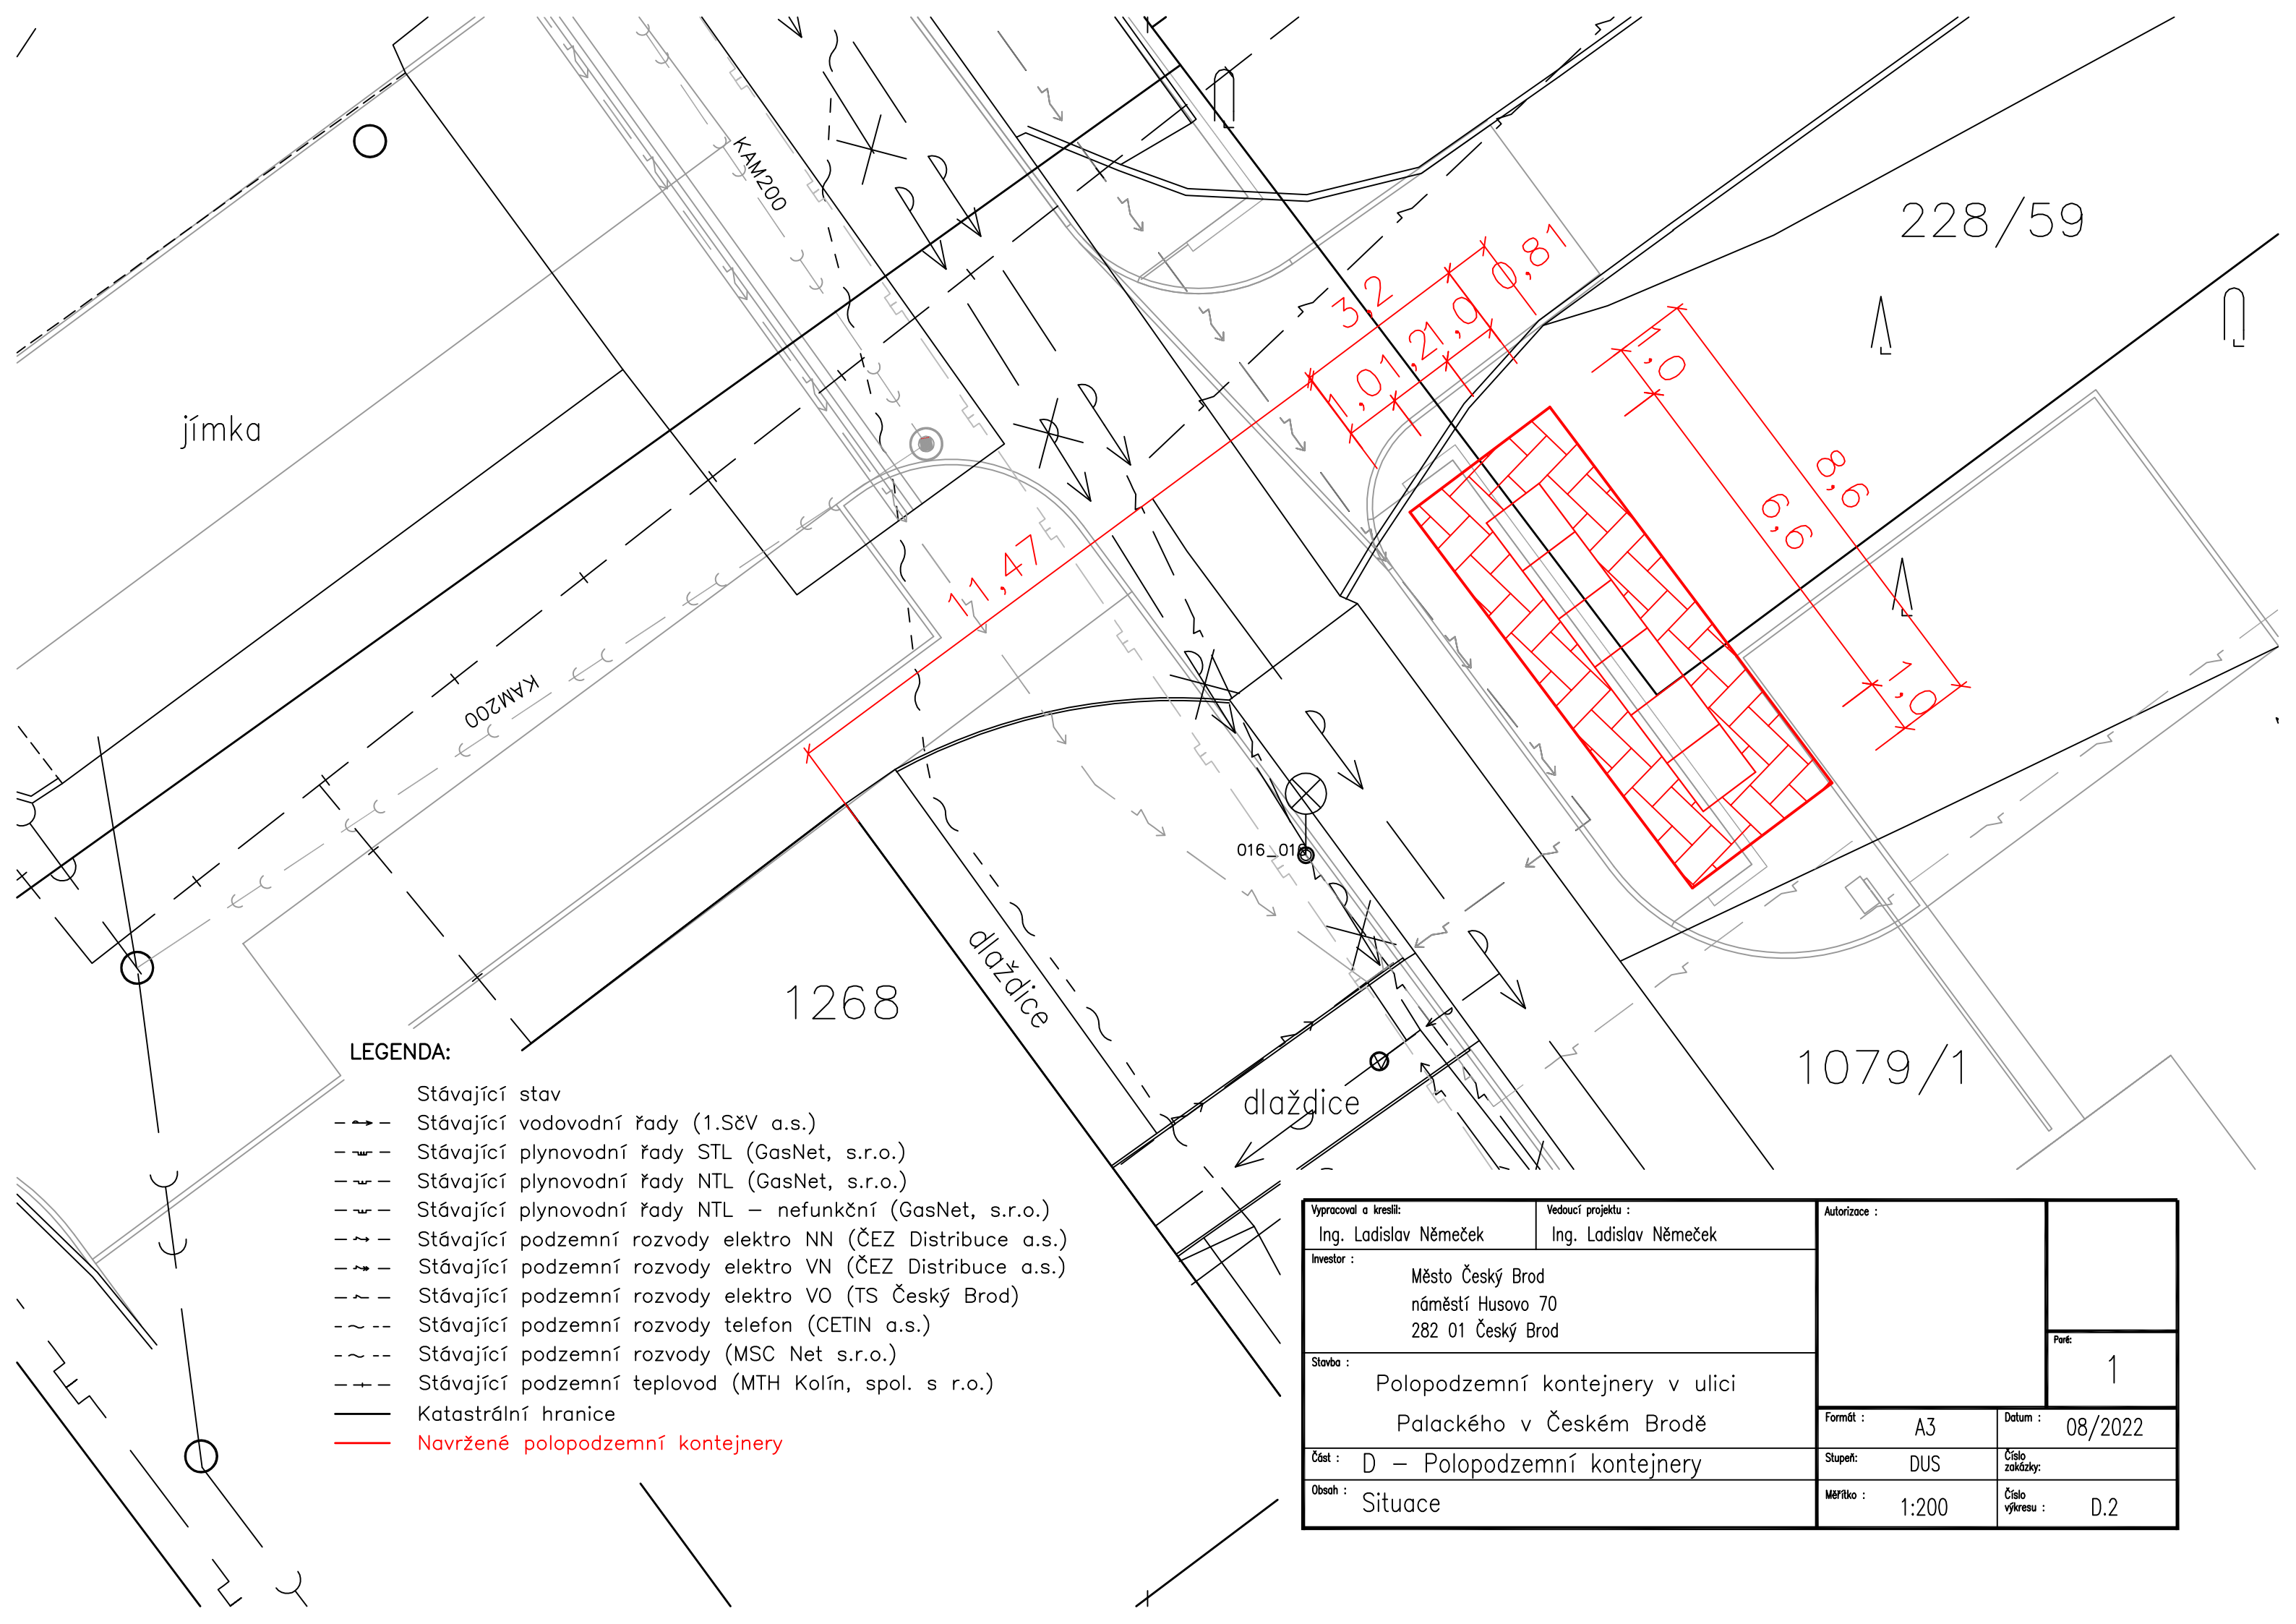 KAM200
228/59
0,81
3,2
1,0
1,2
1,0
1,0
jímka
8,6
6,6
11,47
1,0
KAM200
016_016
dlaždice
1268
1079/1
dlaždice
LEGENDA:
Stávající stav
Stávající vodovodní řady (1.SčV a.s.)
Stávající plynovodní řady STL (GasNet, s.r.o.)
Stávající plynovodní řady NTL (GasNet, s.r.o.)
Stávající plynovodní řady NTL – nefunkční (GasNet, s.r.o.)
Stávající podzemní rozvody elektro NN (ČEZ Distribuce a.s.)
Stávající podzemní rozvody elektro VN (ČEZ Distribuce a.s.)
Stávající podzemní rozvody elektro VO (TS Český Brod)
Stávající podzemní rozvody telefon (CETIN a.s.)
Stávající podzemní rozvody (MSC Net s.r.o.)
Stávající podzemní teplovod (MTH Kolín, spol. s r.o.)
Katastrální hranice
Navržené polopodzemní kontejnery
Vypracoval a kreslil:
Ing. Ladislav Němeček
Vedoucí projektu :
Ing. Ladislav Němeček
Autorizace :
Investor :
Město Český Brod
náměstí Husovo 70
282 01 Český Brod
Paré:
1
Stavba :
Polopodzemní kontejnery v ulici
Palackého v Českém Brodě
Formát :
A3
Datum :
08/2022
Část :
D – Polopodzemní kontejnery
Stupeň:
DUS
Číslo
zakázky:
Obsah :
Situace
Měřítko :
1:200
Číslo
výkresu :
D.2